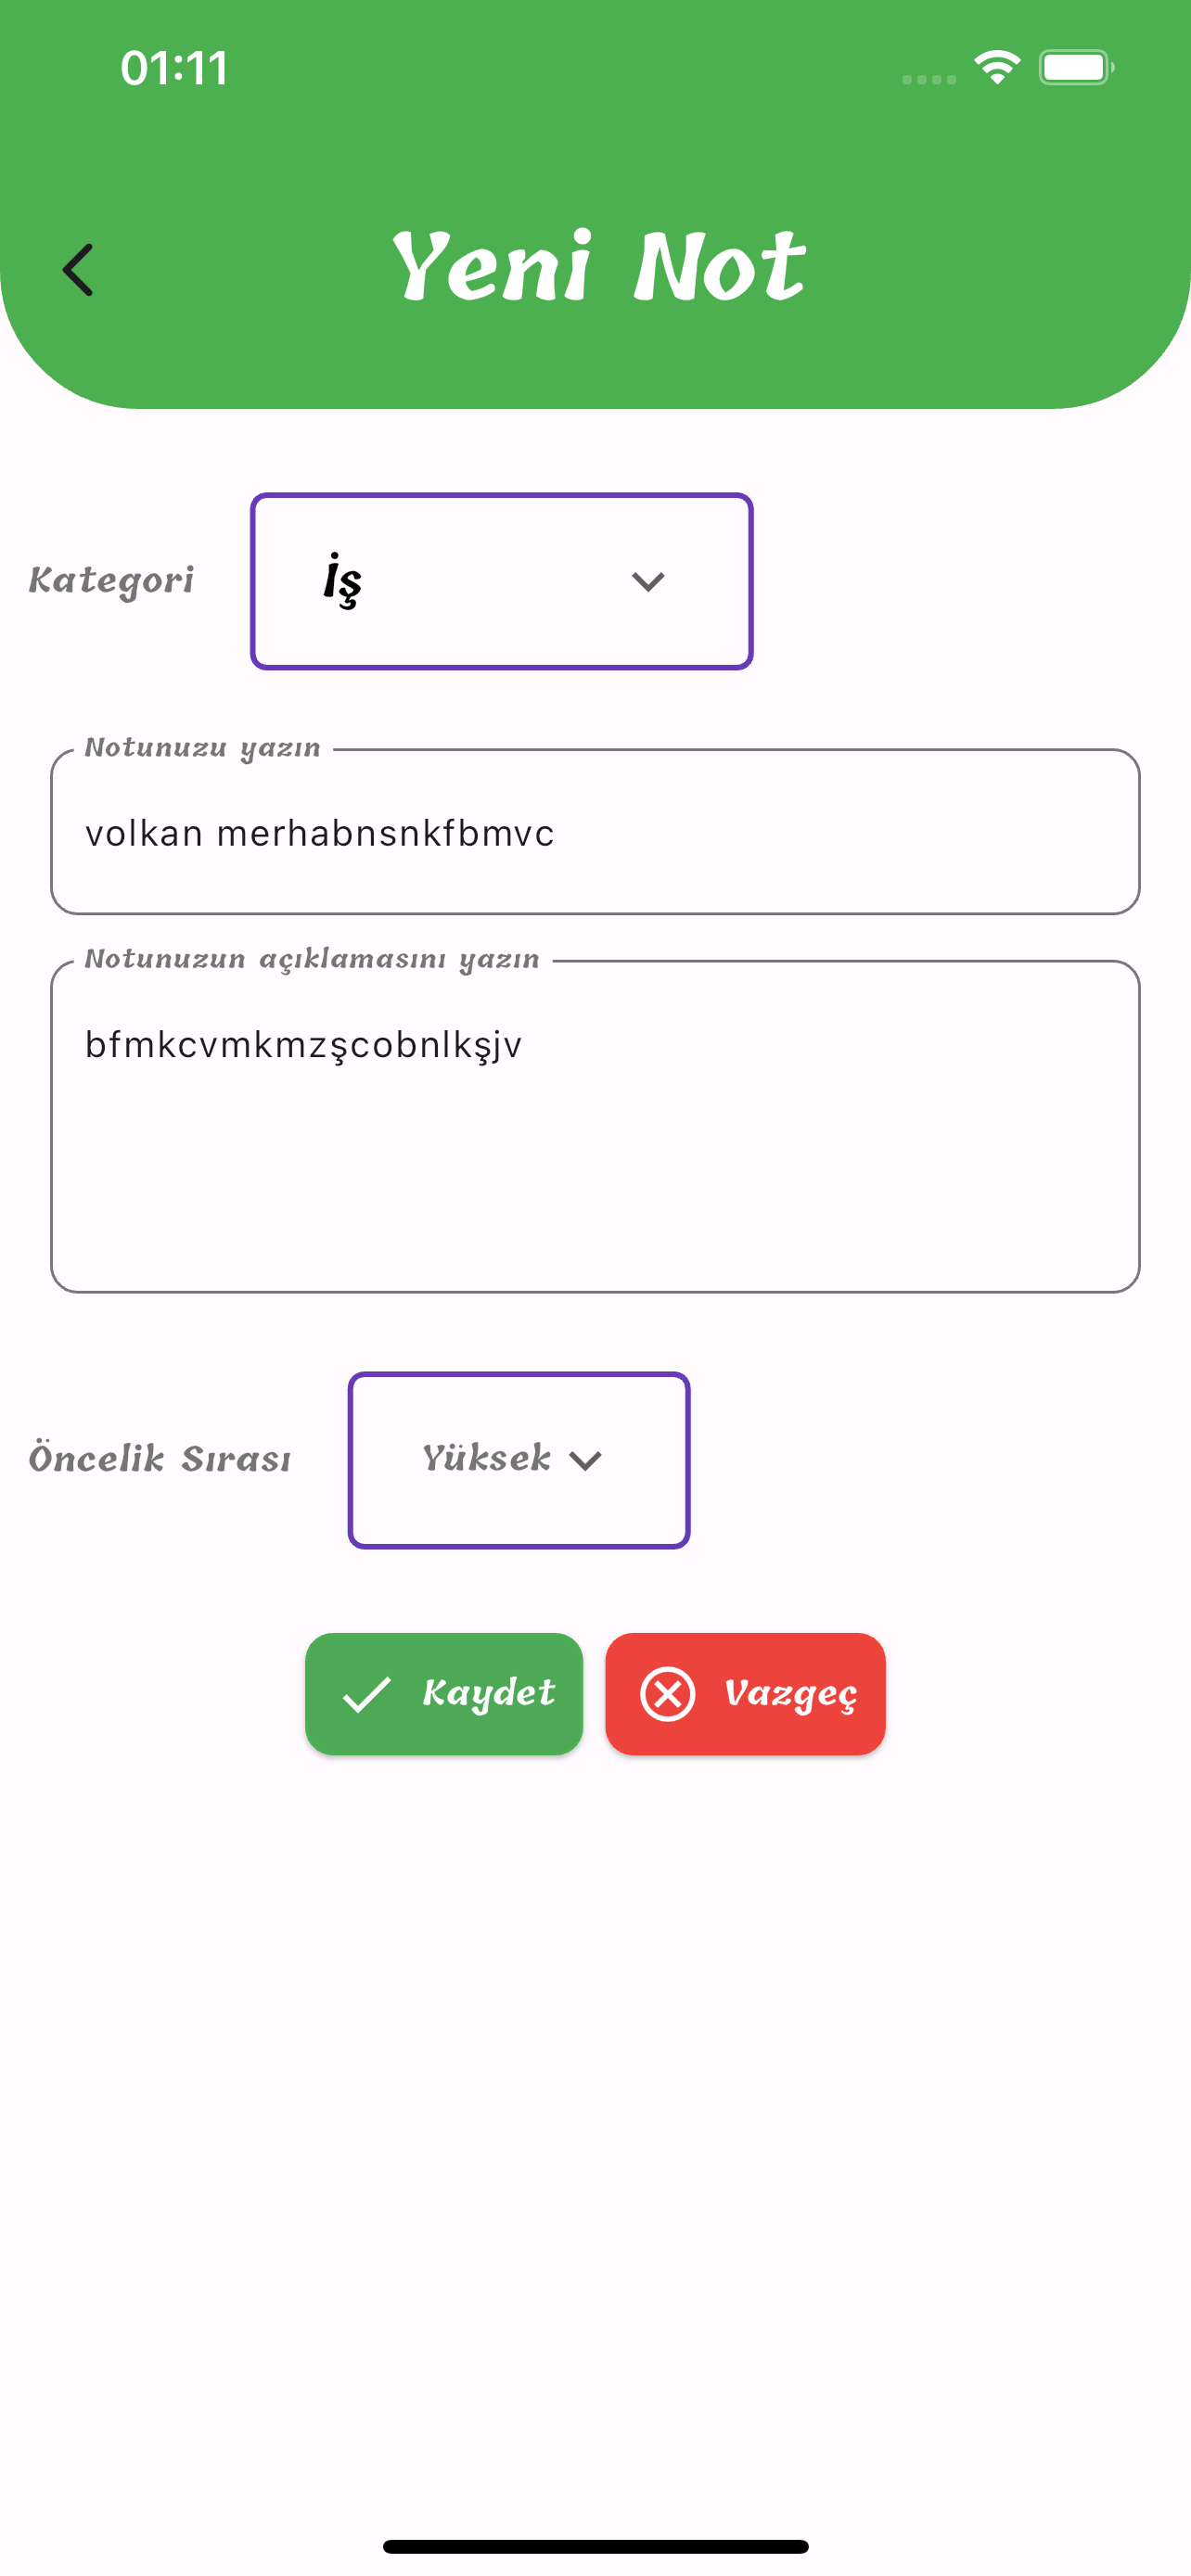 01:11
Yeni Not
Kategori
İş
Notunuzu yazın
volkan merhabnsnkfbmvc
Notunuzun açıklamasını yazın
bfmkcvmkmzşcobnlkşjv
Öncelik Sırası
Yüksek
Kaydet
Vazgeç